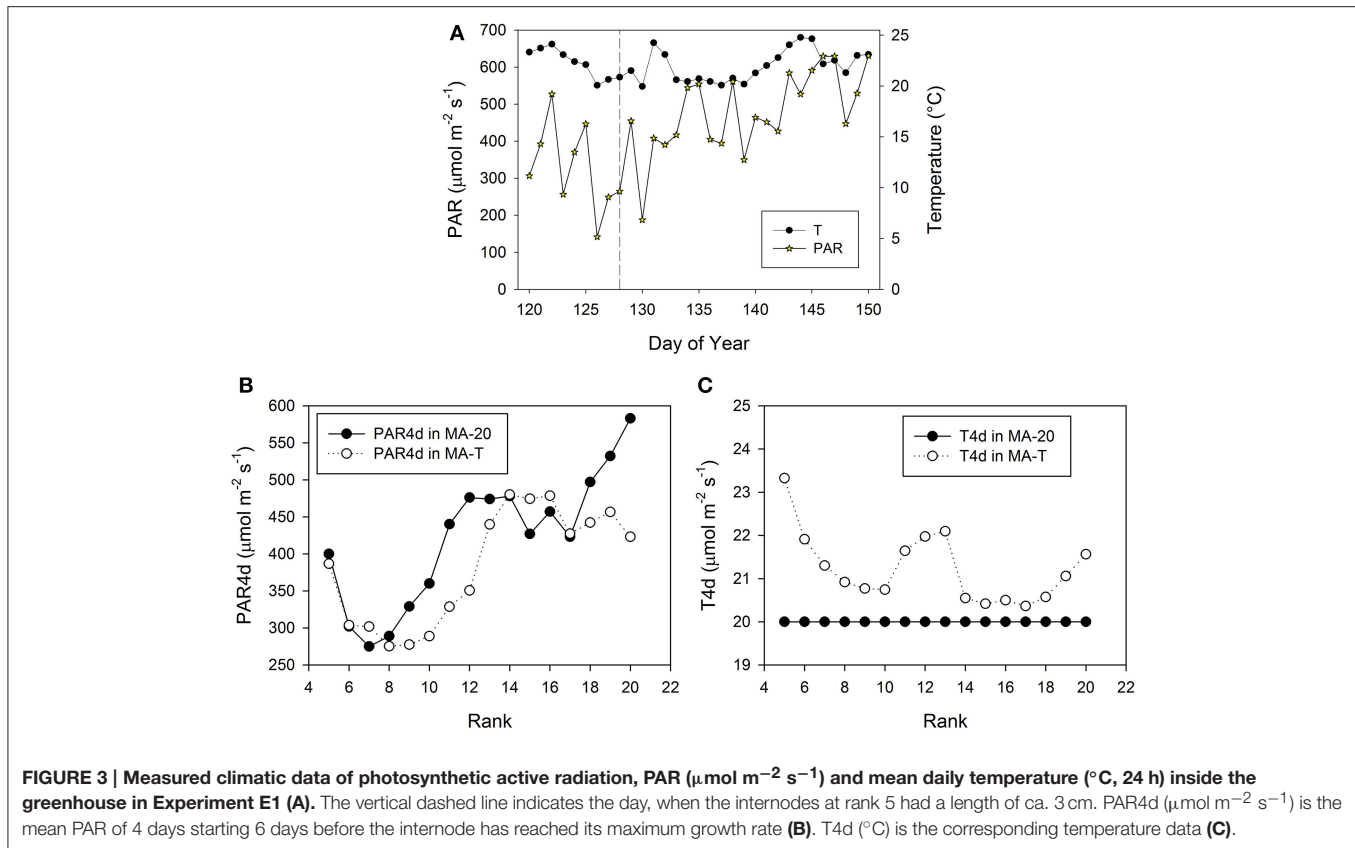 A
700
600
500
400
300
200
100
0
PAR (μmol m⁻² s⁻¹)
25
20
15
10
5
0
Temperature (°C)
T
PAR
120 125 130 135 140 145 150
Day of Year
B
600
550
500
450
400
350
300
250
PAR4d (μmol m⁻² s⁻¹)
PAR4d in MA-20
PAR4d in MA-T
4 6 8 10 12 14 16 18 20 22
Rank
C
25
24
23
22
21
20
19
T4d (μmol m⁻² s⁻¹)
T4d in MA-20
T4d in MA-T
4 6 8 10 12 14 16 18 20 22
Rank
FIGURE 3 | Measured climatic data of photosynthetic active radiation, PAR (μmol m−2 s−1) and mean daily temperature (°C, 24 h) inside the
greenhouse in Experiment E1 (A). The vertical dashed line indicates the day, when the internodes at rank 5 had a length of ca. 3 cm. PAR4d (μmol m−2 s−1) is the
mean PAR of 4 days starting 6 days before the internode has reached its maximum growth rate (B). T4d (°C) is the corresponding temperature data (C).